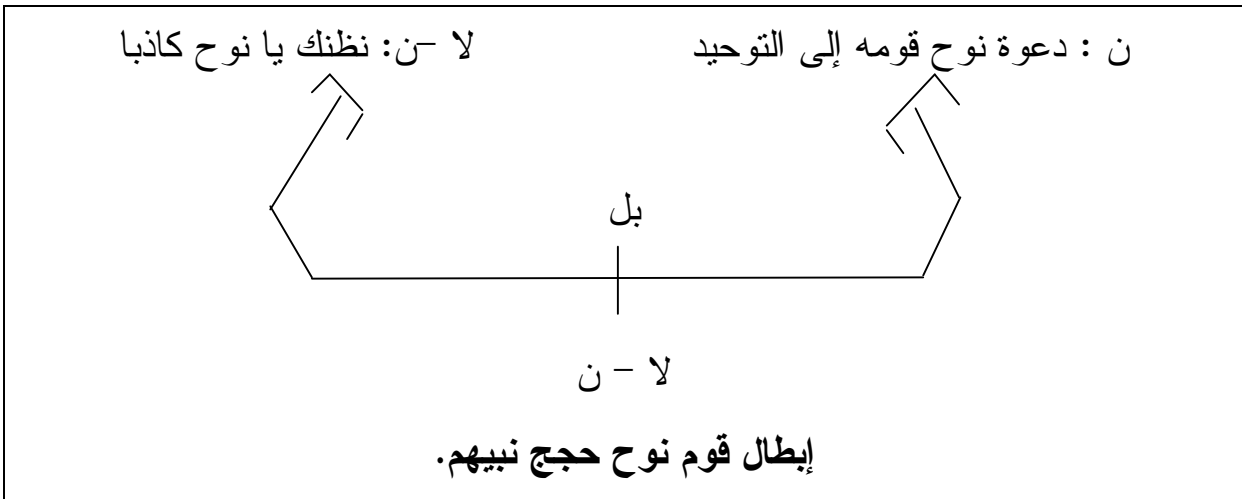 ن : دعوة نوح قومه إلى التوحيد لا –ن: نظنك يا نوح كاذبا
بل
لا – ن
إبطال قوم نوح حجج نبيهم.